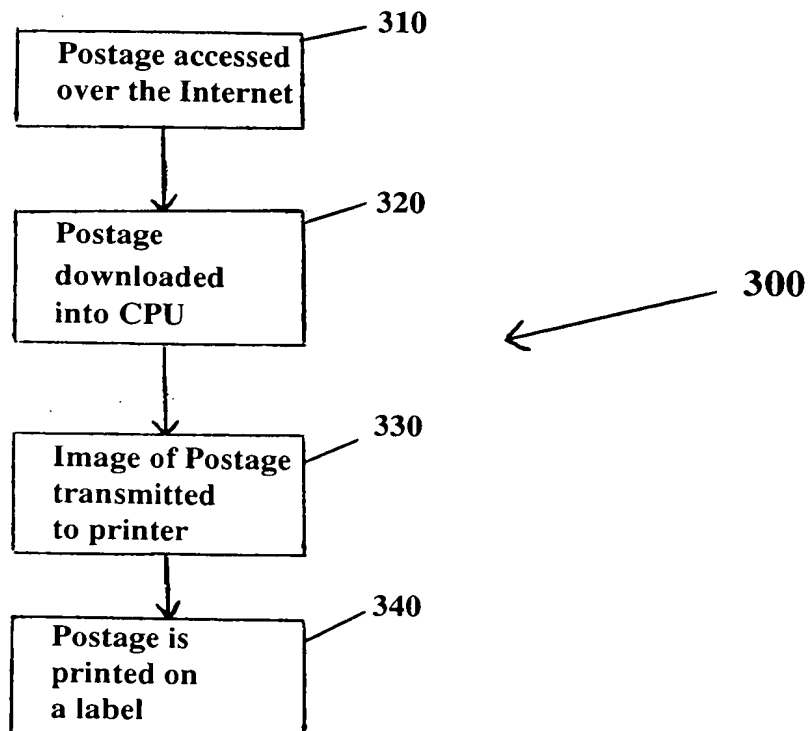 310
Postage accessed
over the Internet
320
Postage
downloaded
into CPU
300
330
Image of Postage
transmitted
to printer
340
Postage is
printed on
a label